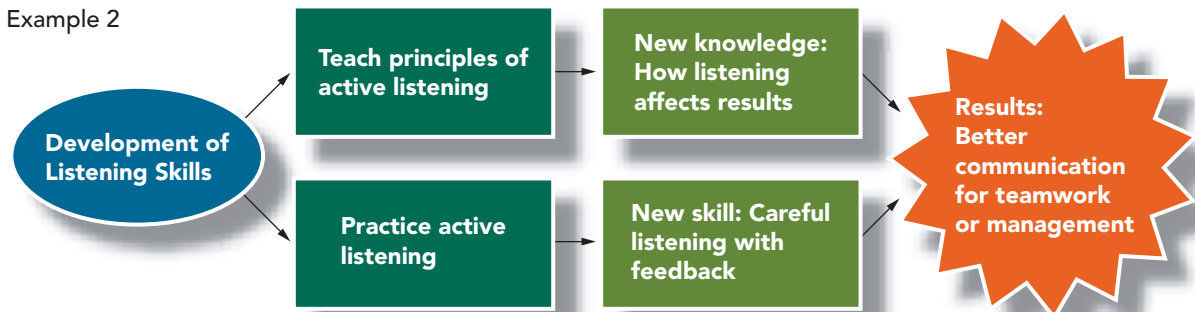 Example 2
Development of
Listening Skills
Teach principles of
active listening
New knowledge:
How listening
affects results
Practice active
listening
New skill: Careful
listening with
feedback
Results:
Better
communication
for teamwork
or management